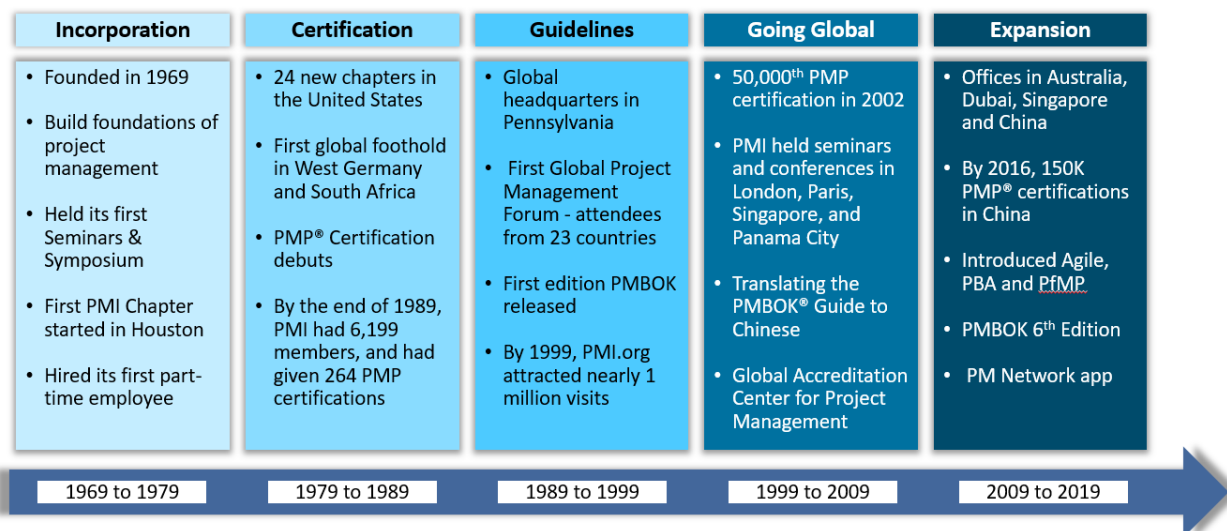 Incorporation
• Founded in 1969
• Build foundations of
project
management
• Held its first
Seminars &
Symposium
• First PMI Chapter
started in Houston
• Hired its first part-
time employee
1969 to 1979
Certification
• 24 new chapters in
the United States
• First global foothold
in West Germany
and South Africa
• PMP® Certification
debuts
• By the end of 1989,
PMI had 6,199
members, and had
given 264 PMP
certifications
1979 to 1989
Guidelines
• Global
headquarters in
Pennsylvania
• First Global Project
Management
Forum - attendees
from 23 countries
• First edition PMBOK
released
• By 1999, PMI.org
attracted nearly 1
million visits
1989 to 1999
Going Global
• 50,000th PMP
certification in 2002
• PMI held seminars
and conferences in
London, Paris,
Singapore, and
Panama City
• Translating the
PMBOK® Guide to
Chinese
• Global Accreditation
Center for Project
Management
1999 to 2009
Expansion
• Offices in Australia,
Dubai, Singapore
and China
• By 2016, 150K
PMP® certifications
in China
• Introduced Agile,
PBA and PfMP
• PMBOK 6th Edition
• PM Network app
2009 to 2019